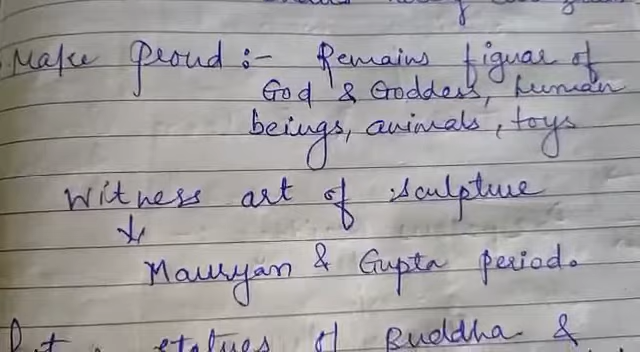 Make proud :- Remains figuar of
God & Goddess, human
beings, animals, toys
Witness art of sculpture
↓
Mauryan & Gupta period.
statues of Buddha &